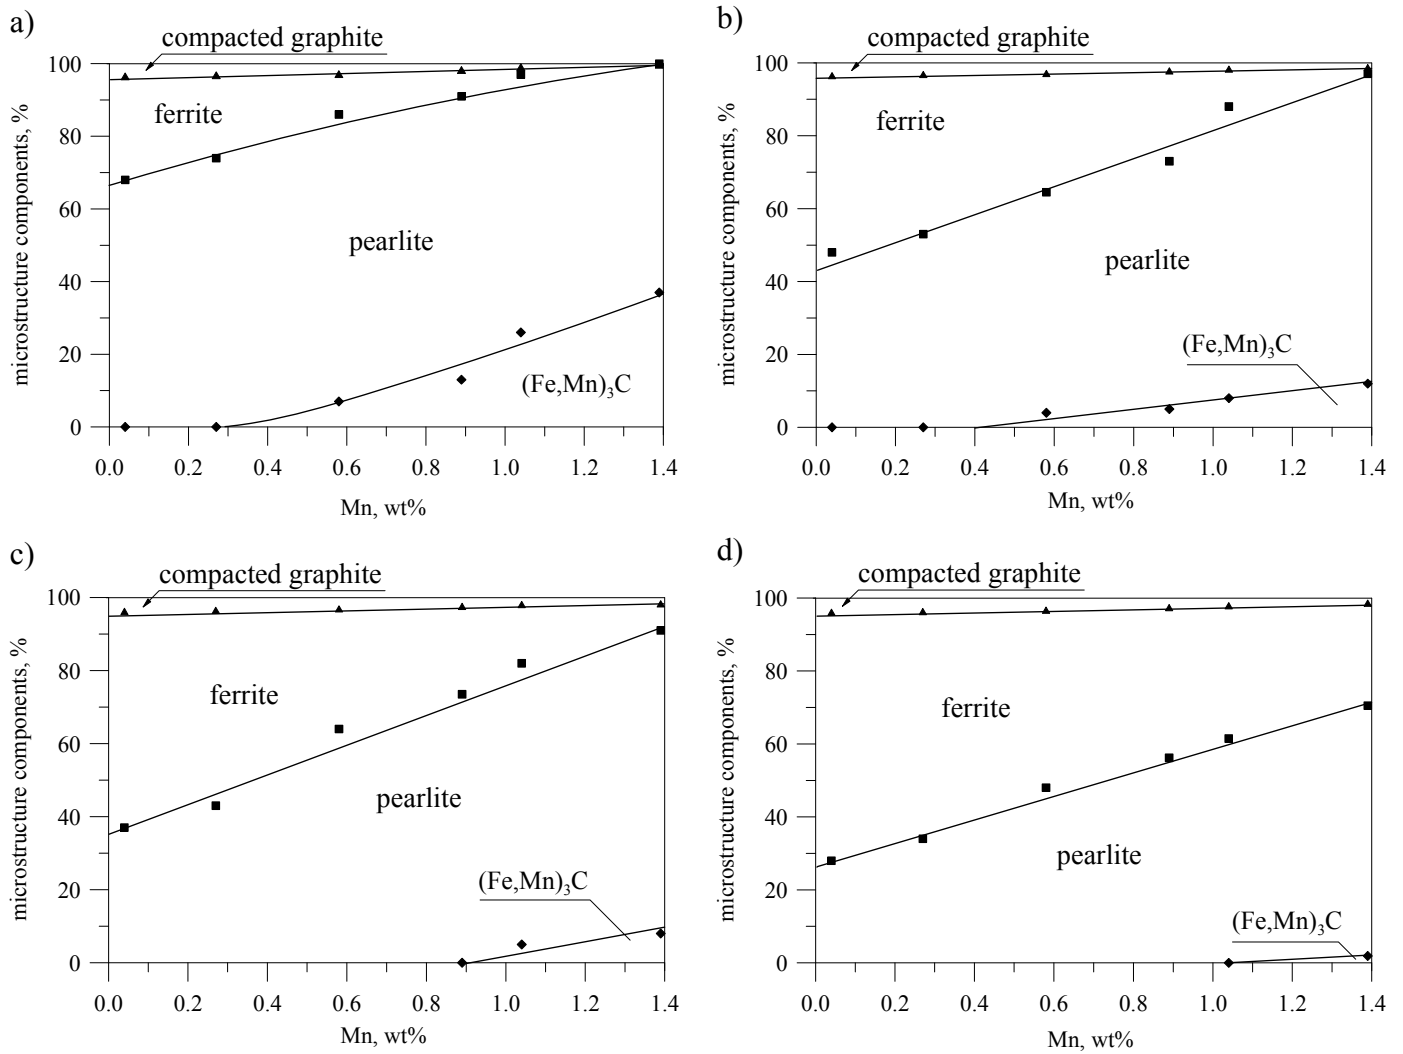 a)
compacted graphite
100
80
60
40
20
0
ferrite
pearlite
(Fe,Mn)₃C
0.0 0.2 0.4 0.6 0.8 1.0 1.2 1.4
Mn, wt%
microstructure components, %
b)
compacted graphite
100
80
60
40
20
0
ferrite
pearlite
(Fe,Mn)₃C
0.0 0.2 0.4 0.6 0.8 1.0 1.2 1.4
Mn, wt%
microstructure components, %
c)
compacted graphite
100
80
60
40
20
0
ferrite
pearlite
(Fe,Mn)₃C
0.0 0.2 0.4 0.6 0.8 1.0 1.2 1.4
Mn, wt%
microstructure components, %
d)
compacted graphite
100
80
60
40
20
0
ferrite
pearlite
(Fe,Mn)₃C
0.0 0.2 0.4 0.6 0.8 1.0 1.2 1.4
Mn, wt%
microstructure components, %